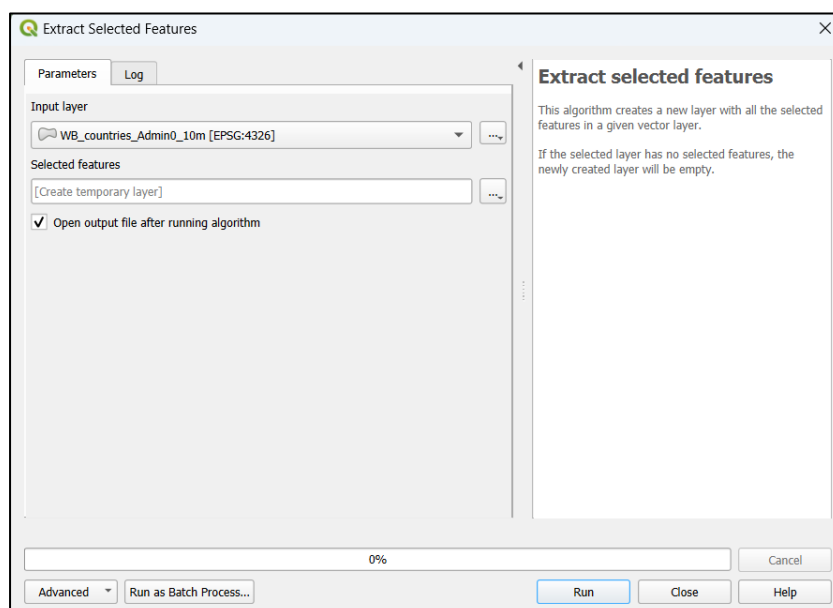 Extract Selected Features
Parameters
Log
Input layer
WB_countries_Admin0_10m [EPSG:4326]
...
Selected features
[Create temporary layer]
...
Open output file after running algorithm
Extract selected features
This algorithm creates a new layer with all the selected
features in a given vector layer.
If the selected layer has no selected features, the
newly created layer will be empty.
0%
Cancel
Advanced
Run as Batch Process...
Run
Close
Help